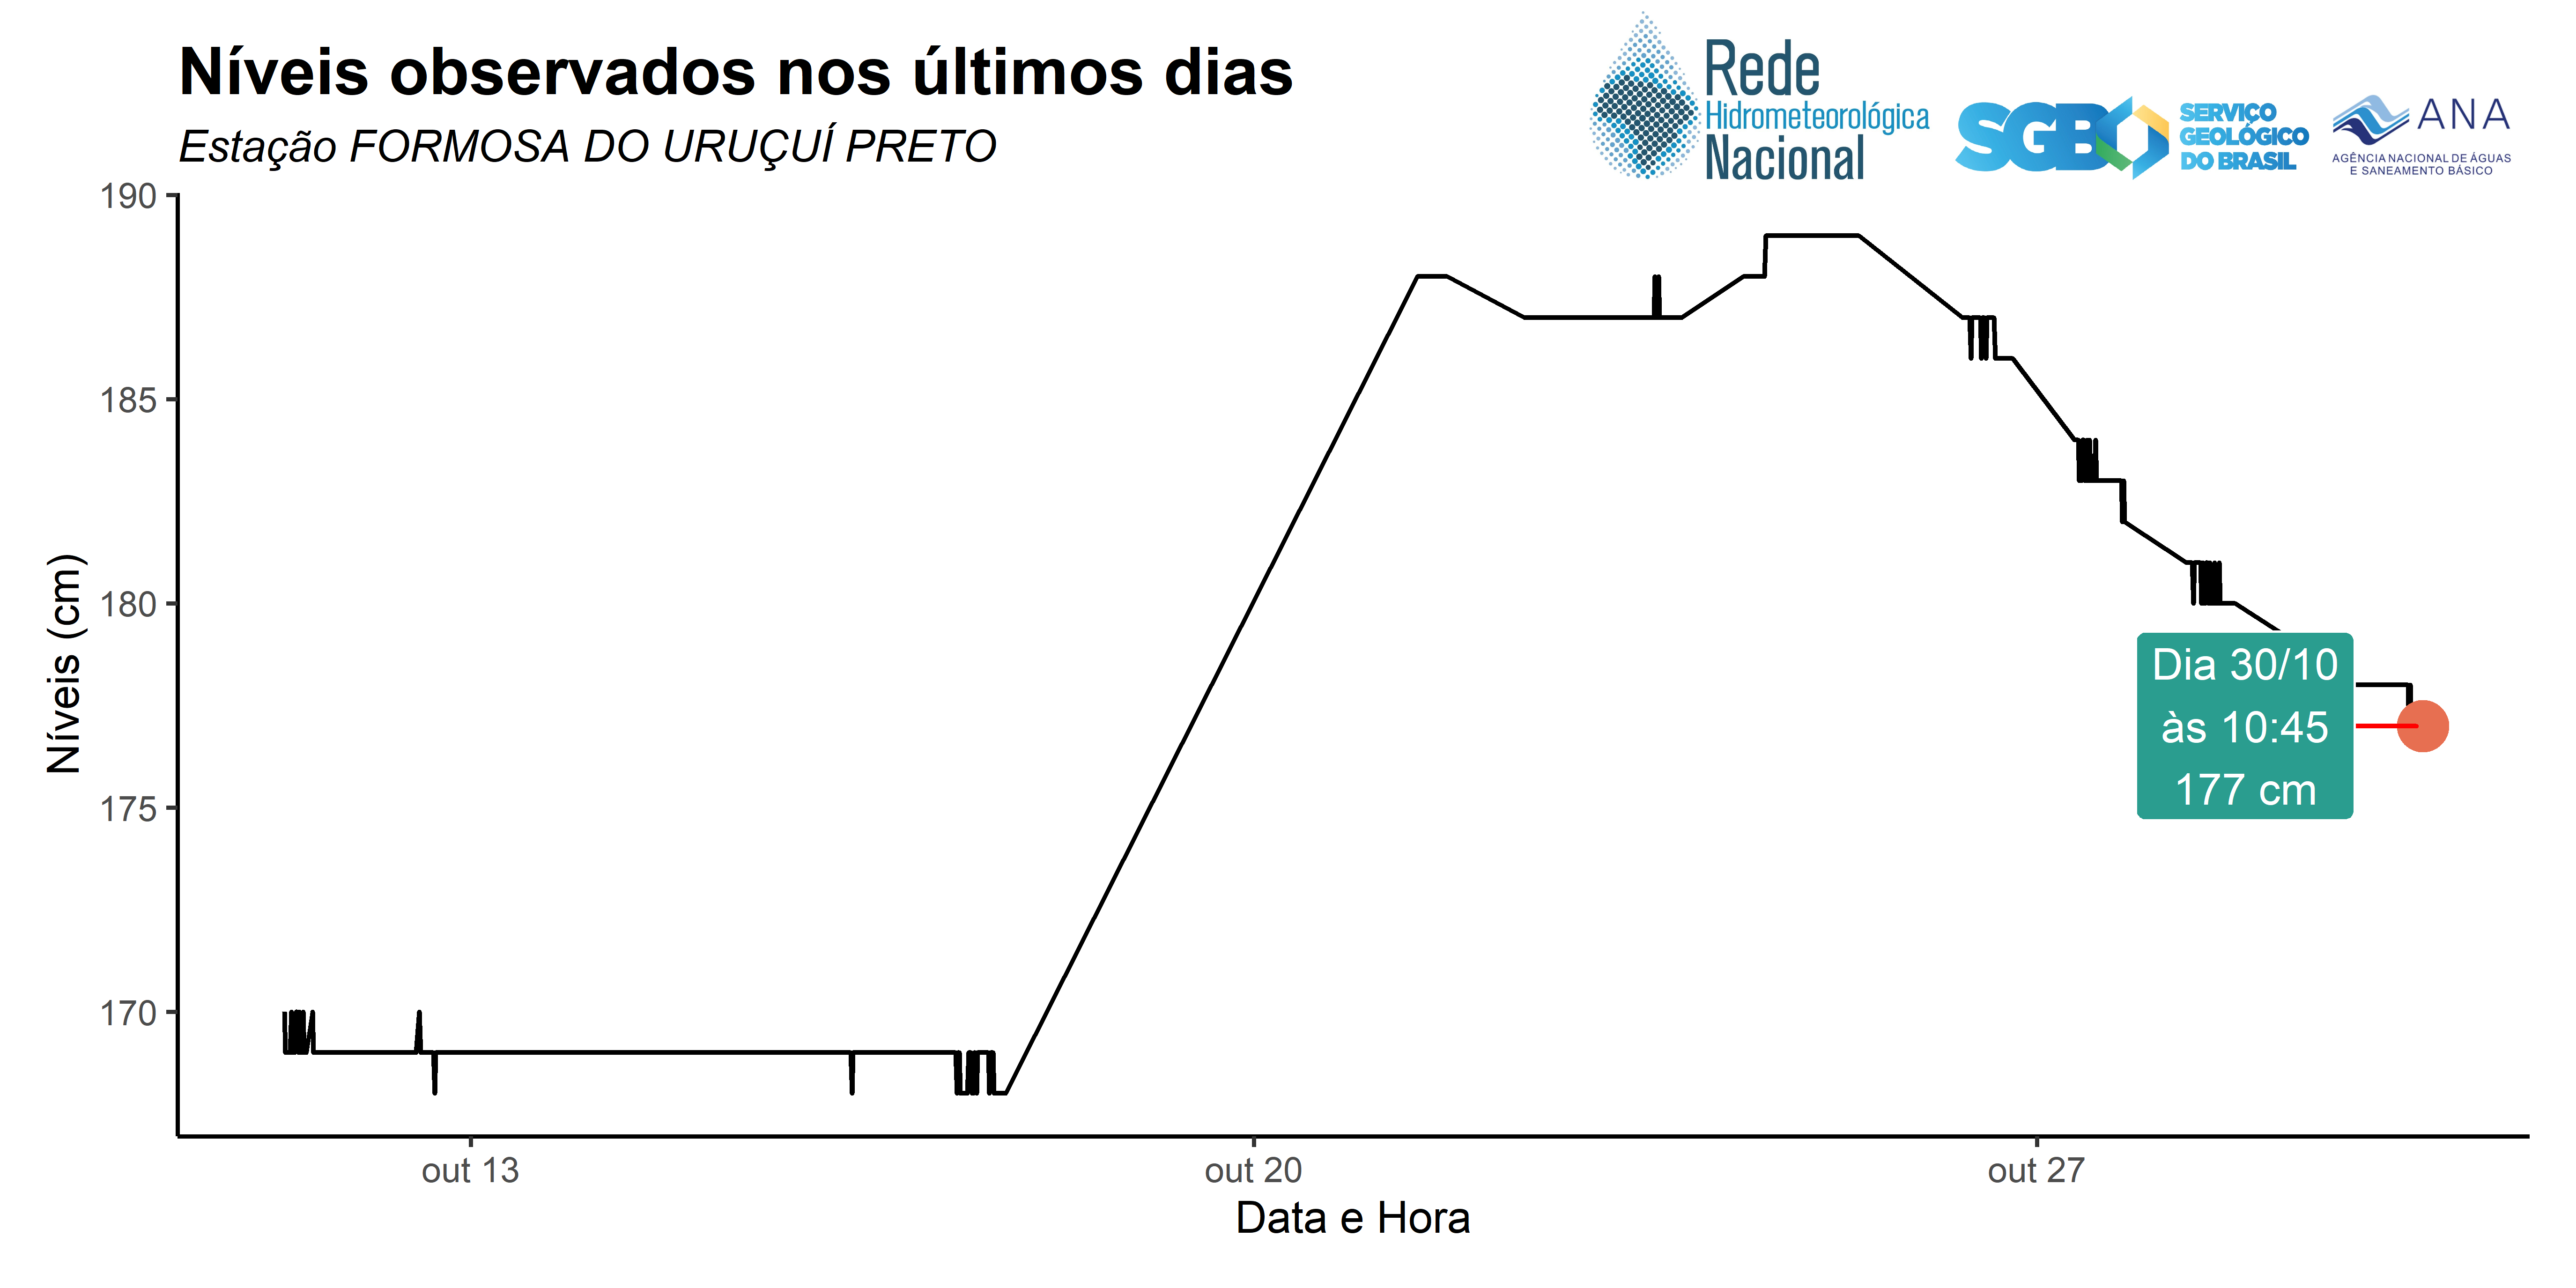 Níveis observados nos últimos dias
Estação FORMOSA DO URUÇUÍ PRETO
Rede
Hidrometeorológica
Nacional
SGB
SERVIÇO
GEOLÓGICO
DO BRASIL
ANA
AGÊNCIA NACIONAL DE ÁGUAS
E SANEAMENTO BÁSICO
190
185
180
175
170
Níveis (cm)
Dia 30/10
às 10:45
177 cm
out 13
out 20
out 27
Data e Hora